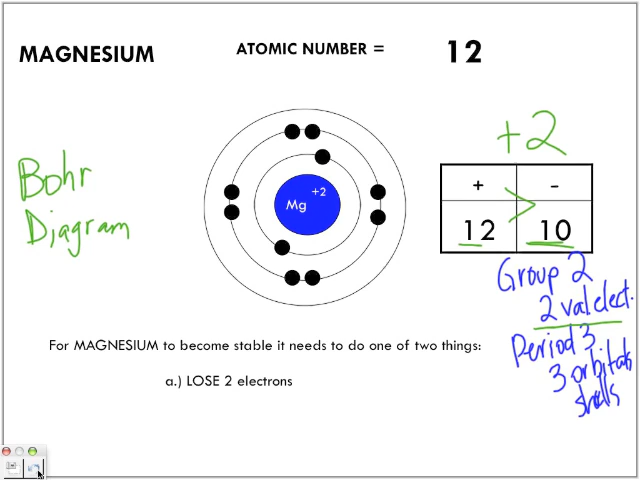 MAGNESIUM
ATOMIC NUMBER = 12
+2
Bohr
Diagram
Mg +2
+ -
12 > 10
Group 2
2 val elect.
Period 3
3 orbitals
shells
For MAGNESIUM to become stable it needs to do one of two things:
a.) LOSE 2 electrons